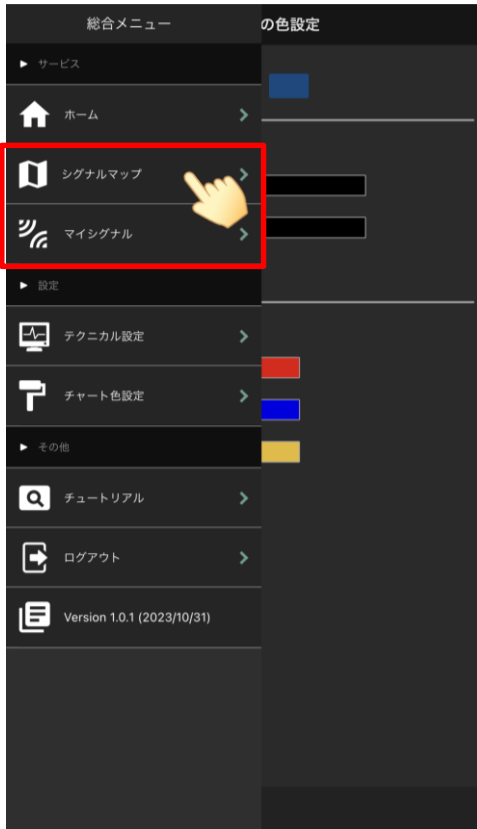 総合メニュー
の色設定
▶ サービス
ホーム
シグナルマップ
マイシグナル
▶ 設定
テクニカル設定
チャート色設定
▶ その他
チュートリアル
ログアウト
Version 1.0.1 (2023/10/31)